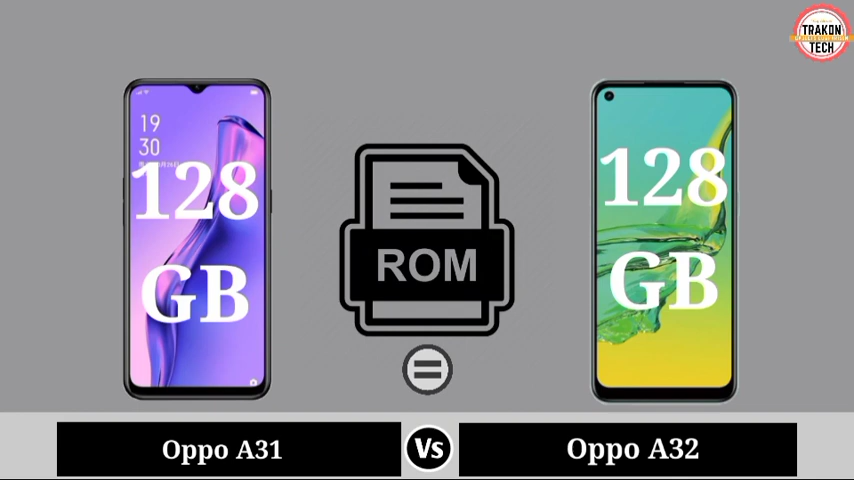 TRAKON
TECH
19
30
128
GB
ROM
128
GB
Oppo A31
Vs
Oppo A32